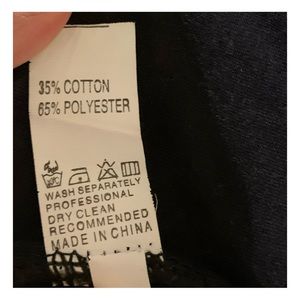 35% COTTON
65% POLYESTER
WASH SEPARATELY
PROFESSIONAL
DRY CLEAN
RECOMMENDED
MADE IN CHINA